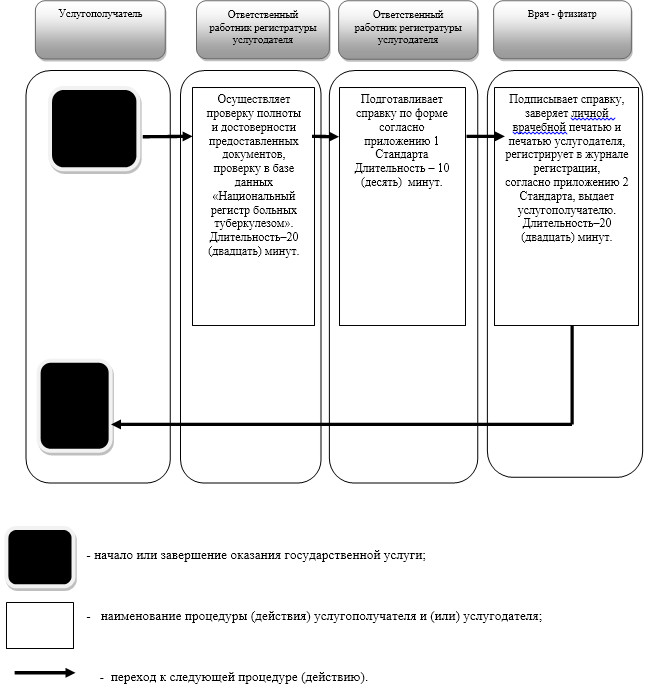 Услугополучатель
Ответственный
работник регистратуры
услугодателя
Ответственный
работник регистратуры
услугодателя
Врач - фтизиатр
Осуществляет
проверку полноты
и достоверности
предоставленных
документов,
проверку в базе
данных
«Национальный
регистр больных
туберкулезом».
Длительность–20
(двадцать) минут.
Подготавливает
справку по форме
согласно
приложению 1
Стандарта
Длительность – 10
(десять) минут.
Подписывает справку,
заверяет личной
врачебной печатью и
печатью услугодателя,
регистрирует в журнале
регистрации,
согласно приложению 2
Стандарта, выдает
услугополучателю.
Длительность–20
(двадцать) минут.
- начало или завершение оказания государственной услуги;
- наименование процедуры (действия) услугополучателя и (или) услугодателя;
- переход к следующей процедуре (действию).